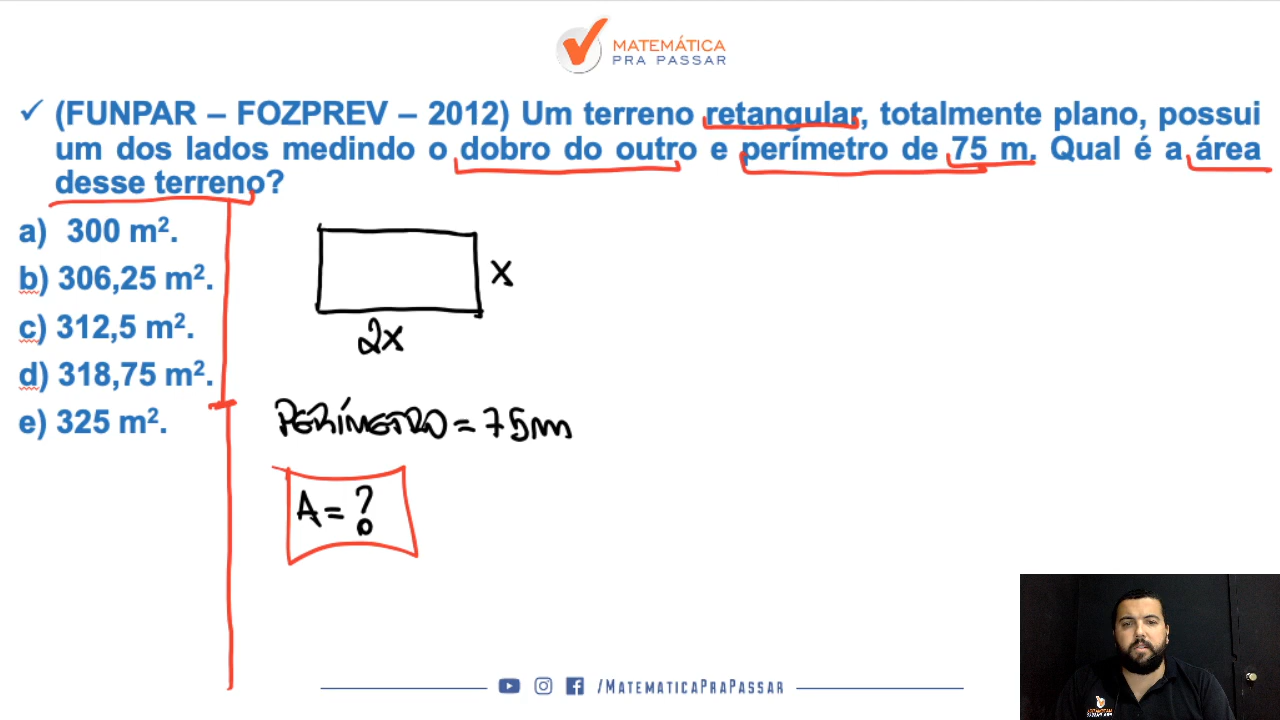 MATEMÁTICA
PRA PASSAR
✓ (FUNPAR – FOZPREV – 2012) Um terreno retangular, totalmente plano, possui
um dos lados medindo o dobro do outro e perímetro de 75 m. Qual é a área
desse terreno?
a) 300 m².
b) 306,25 m².
c) 312,5 m².
d) 318,75 m².
e) 325 m².
x
2x
PERÍMETRO = 75m
A = ?
/MATEMATICAPRAPASSAR